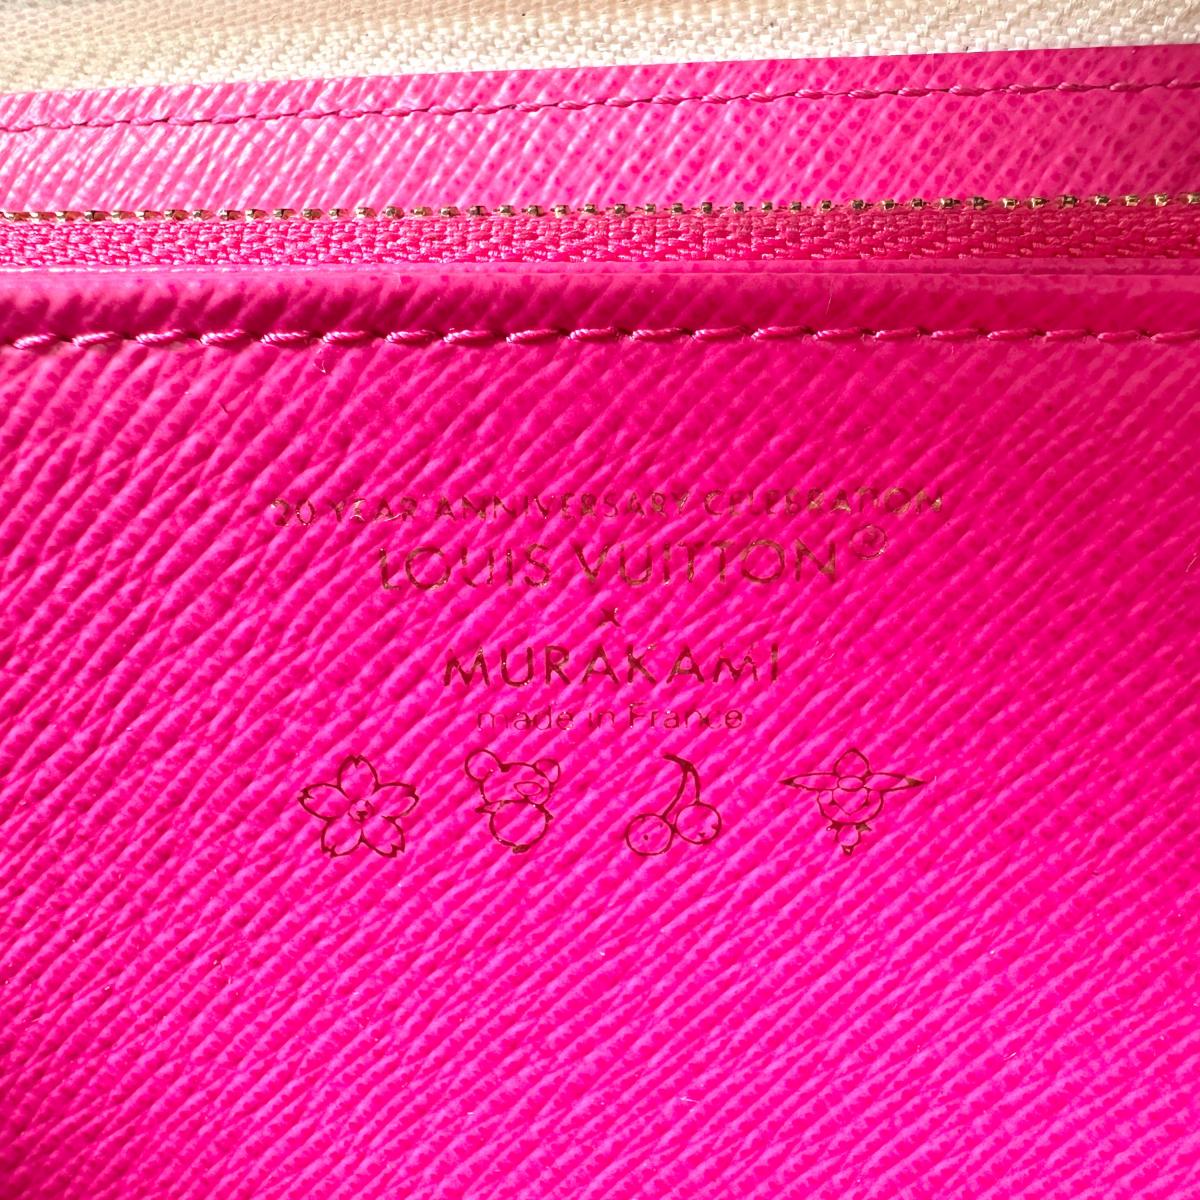 20 YEAR ANNIVERSARY CELEBRATION
LOUIS VUITTON®
×
MURAKAMI
made in France